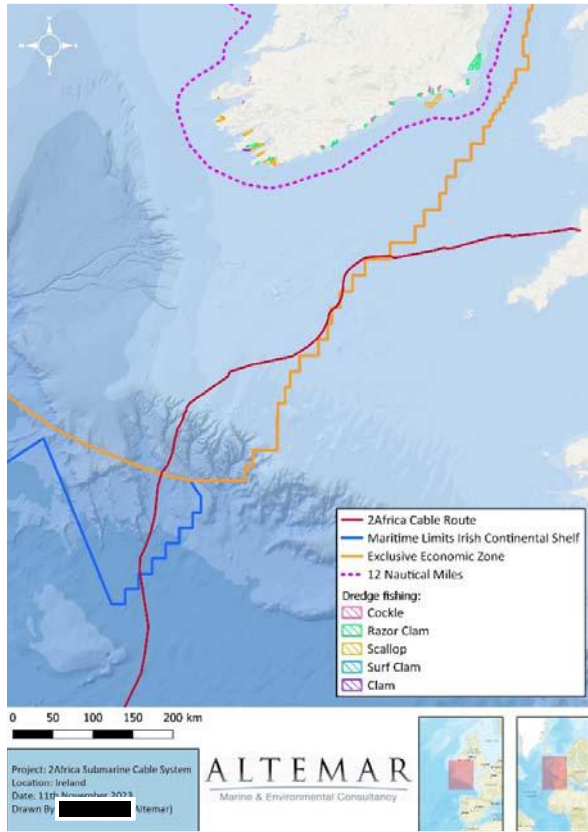 2Africa Cable Route
Maritime Limits Irish Continental Shelf
Exclusive Economic Zone
12 Nautical Miles
Dredge fishing:
Cockle
Razor Clam
Scallop
Surf Clam
Clam
0 50 100 150 200 km
Project: 2Africa Submarine Cable System
Location: Ireland
Date: 11th November 2023
Drawn By
Altemar)
ALTEMAR
Marine & Environmental Consultancy